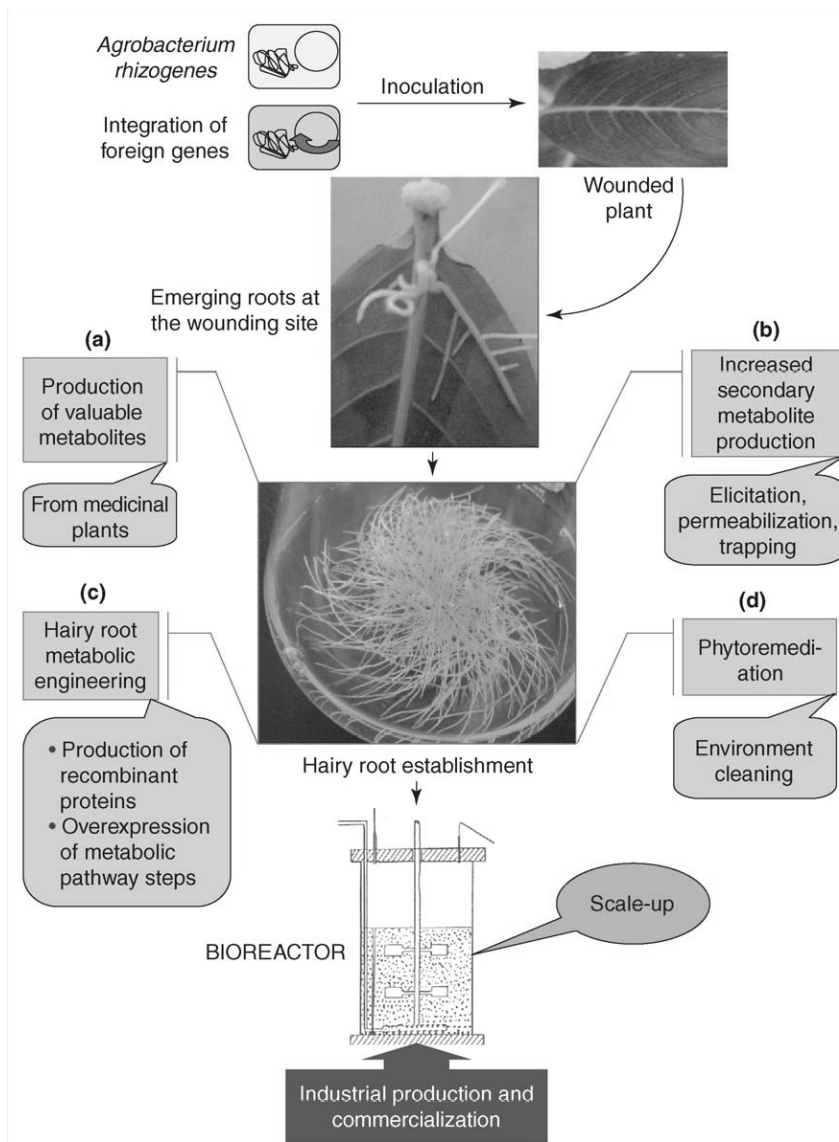 Agrobacterium
rhizogenes
Inoculation
Integration of
foreign genes
Wounded
plant
Emerging roots at
the wounding site
(a)
Production
of valuable
metabolites
From medicinal
plants
(b)
Increased
secondary
metabolite
production
Elicitation,
permeabilization,
trapping
(c)
Hairy root
metabolic
engineering
• Production of
recombinant
proteins
• Overexpression
of metabolic
pathway steps
(d)
Phytoremedi-
ation
Environment
cleaning
Hairy root establishment
BIOREACTOR
Scale-up
Industrial production and
commercialization